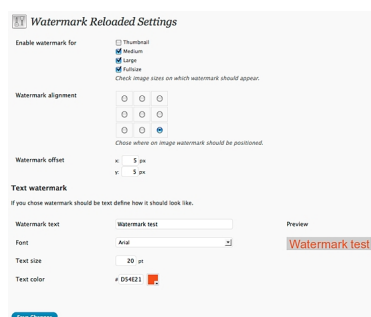 Watermark Reloaded Settings
Enable watermark for
Thumbnail
Medium
Large
Fullsize
Check image sizes on which watermark should appear.
Watermark alignment
Chose where on image watermark should be positioned.
Watermark offset
x: 5 px
y: 5 px
Text watermark
If you chose watermark should be text define how it should look like.
Watermark text
Watermark test
Preview
Font
Arial
Watermark test
Text size
20 pt
Text color
# D54E21
Save Changes